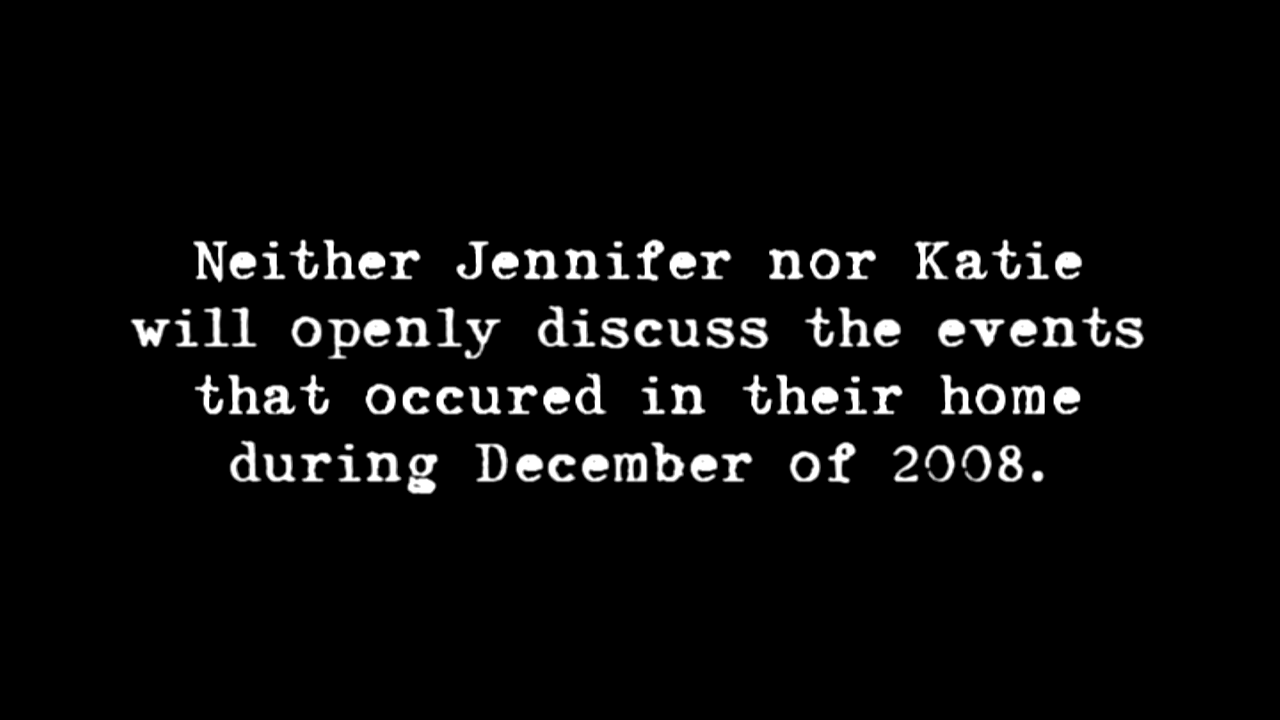 Neither Jennifer nor Katie
will openly discuss the events
that occured in their home
during December of 2008.